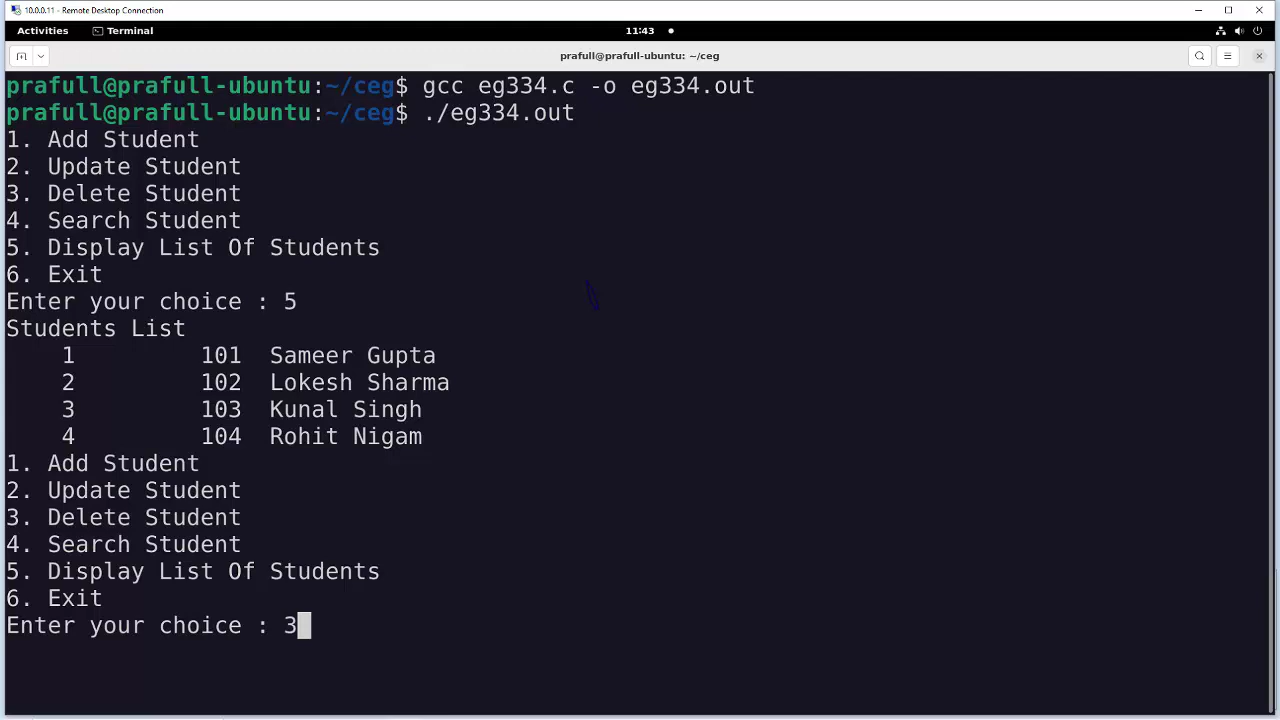 10.0.0.11 - Remote Desktop Connection
Activities Terminal 11:43
prafull@prafull-ubuntu: ~/ceg
prafull@prafull-ubuntu:~/ceg$ gcc eg334.c -o eg334.out
prafull@prafull-ubuntu:~/ceg$ ./eg334.out
1. Add Student
2. Update Student
3. Delete Student
4. Search Student
5. Display List Of Students
6. Exit
Enter your choice : 5
Students List
1 101 Sameer Gupta
2 102 Lokesh Sharma
3 103 Kunal Singh
4 104 Rohit Nigam
1. Add Student
2. Update Student
3. Delete Student
4. Search Student
5. Display List Of Students
6. Exit
Enter your choice : 3